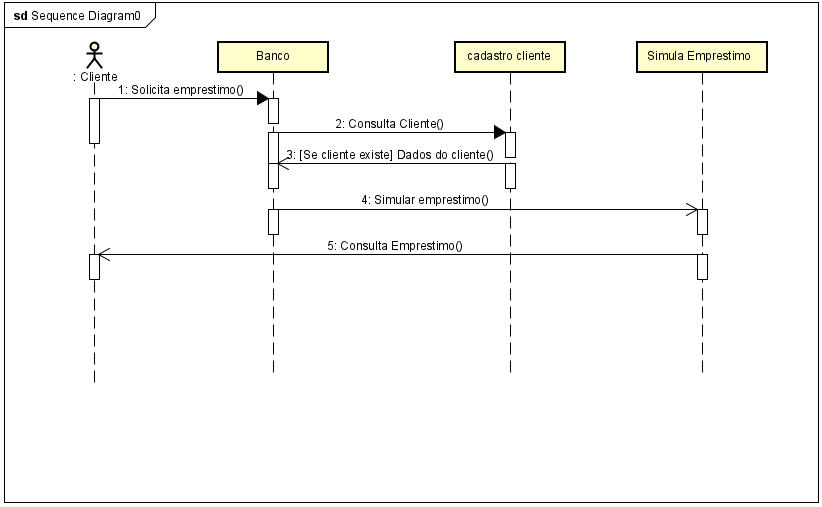 sd Sequence Diagram0
: Cliente
Banco
cadastro cliente
Simula Emprestimo
1: Solicita emprestimo()
2: Consulta Cliente()
3: [Se cliente existe] Dados do cliente()
4: Simular emprestimo()
5: Consulta Emprestimo()